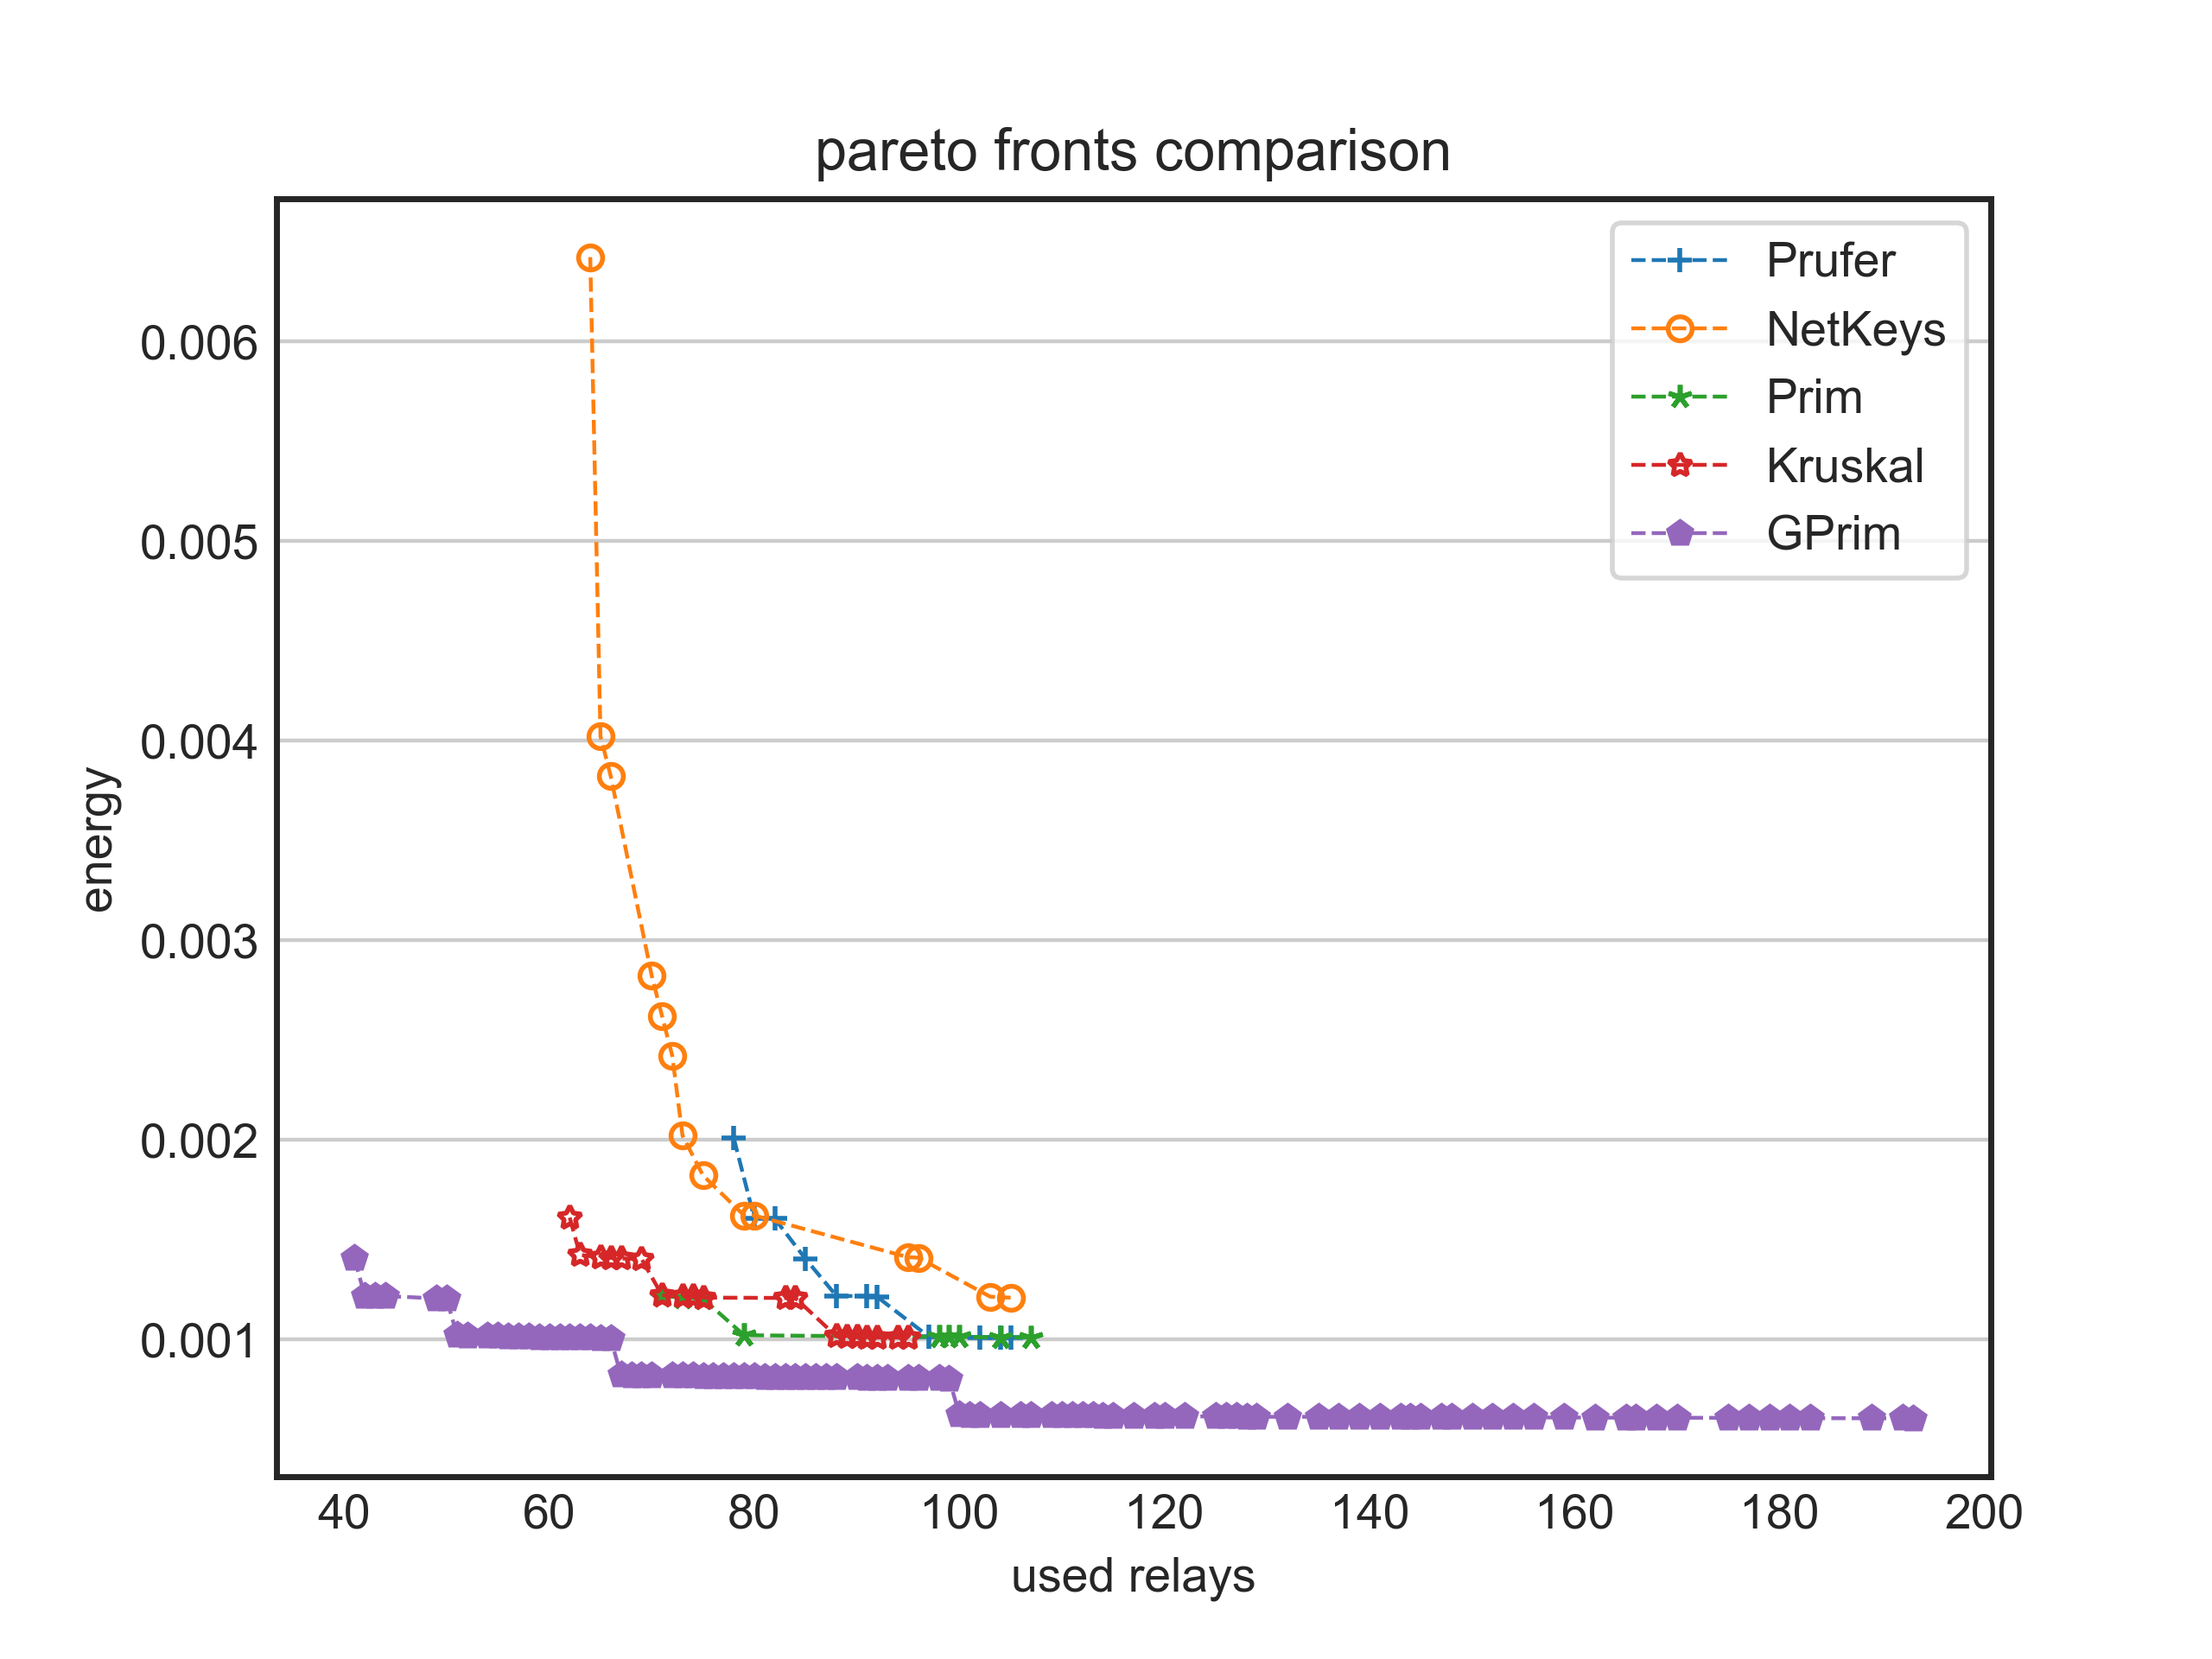 pareto fronts comparison
Prufer
NetKeys
Prim
Kruskal
GPrim
0.006
0.005
0.004
0.003
0.002
0.001
energy
40 60 80 100 120 140 160 180 200
used relays